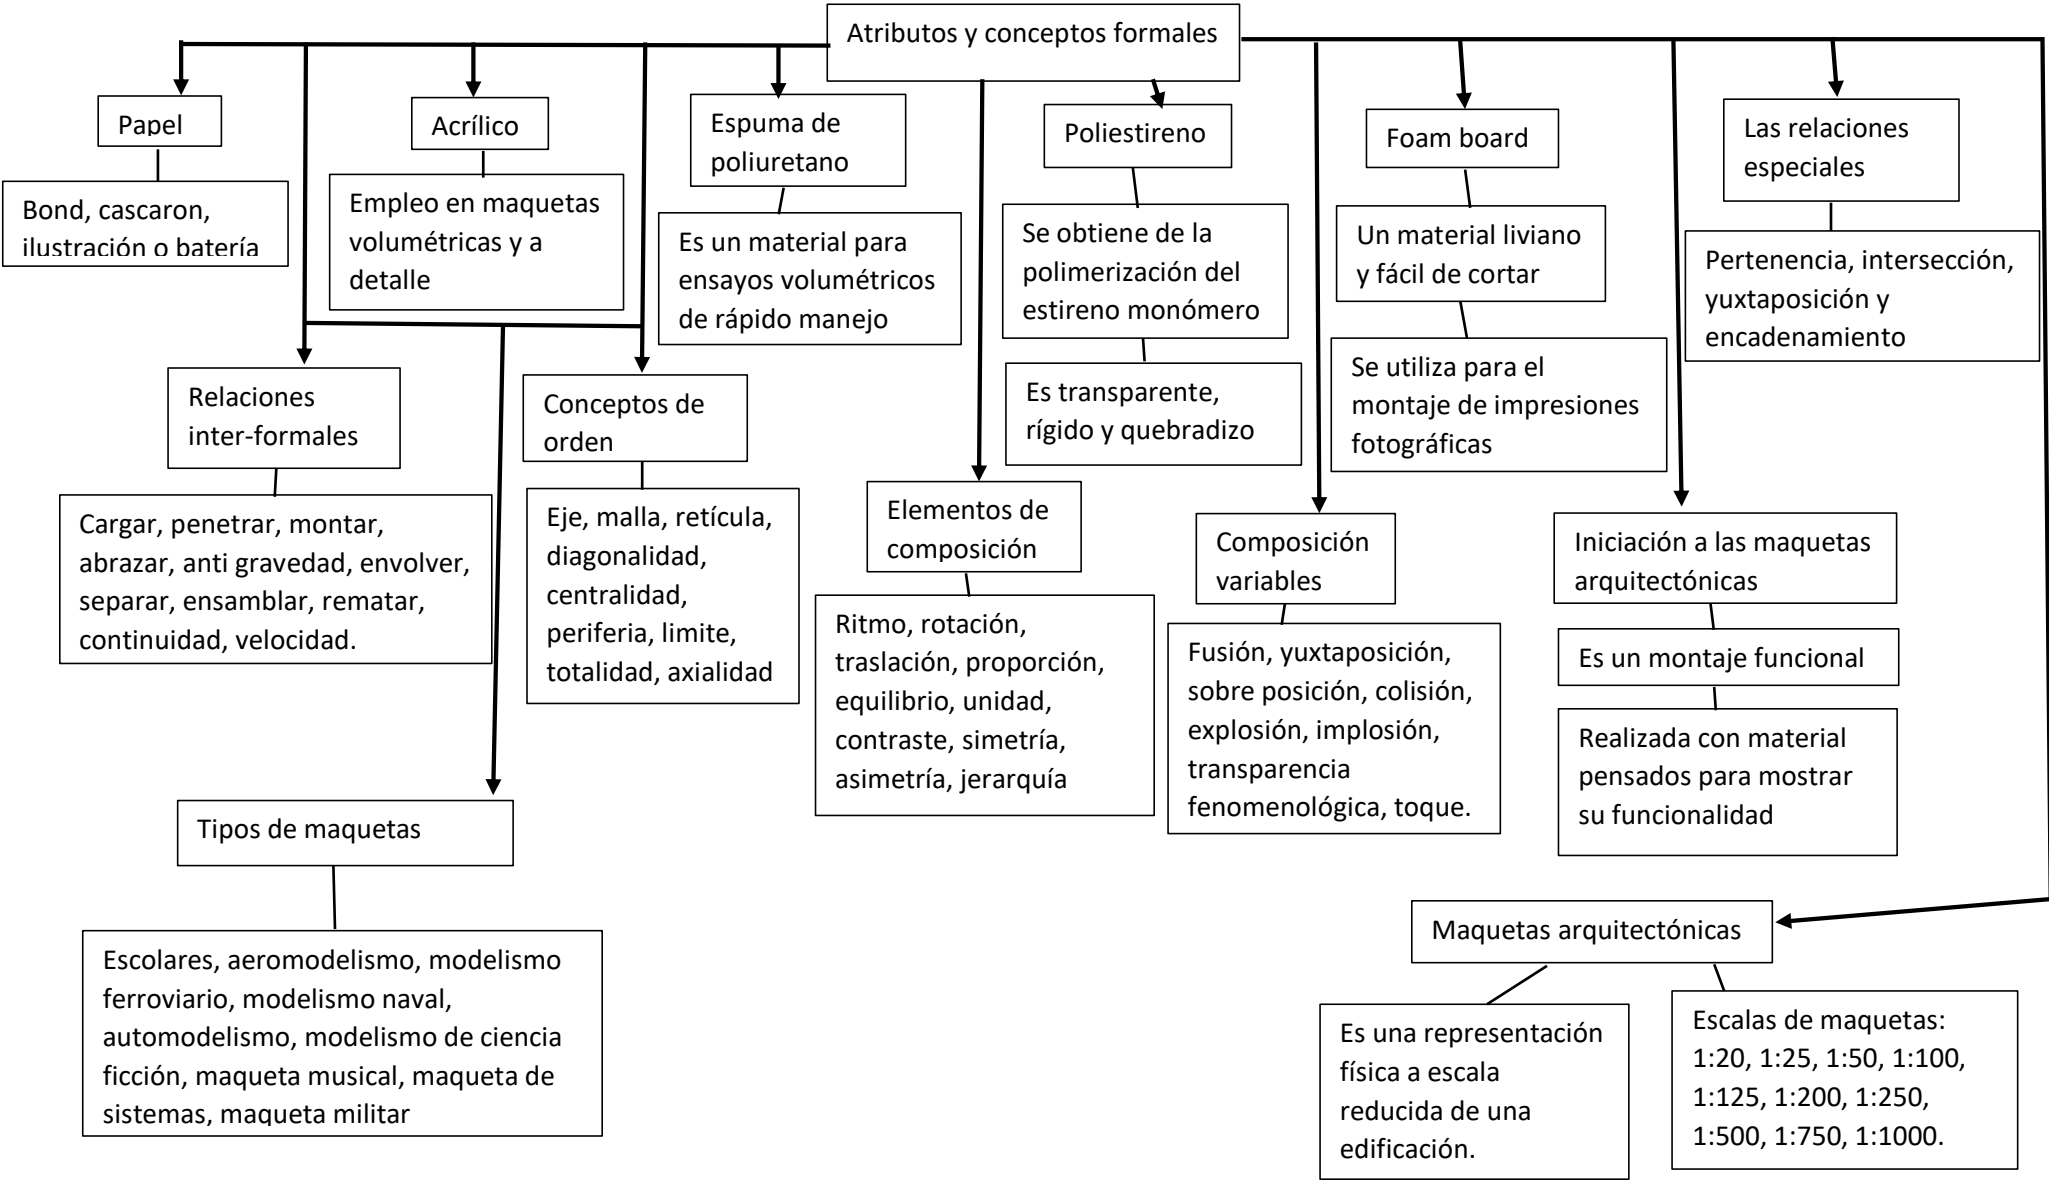 Atributos y conceptos formales
Papel
Bond, cascaron,
ilustración o batería
Acrílico
Empleo en maquetas
volumétricas y a
detalle
Espuma de
poliuretano
Es un material para
ensayos volumétricos
de rápido manejo
Poliestireno
Se obtiene de la
polimerización del
estireno monómero
Es transparente,
rígido y quebradizo
Foam board
Un material liviano
y fácil de cortar
Se utiliza para el
montaje de impresiones
fotográficas
Las relaciones
especiales
Pertenencia, intersección,
yuxtaposición y
encadenamiento
Relaciones
inter-formales
Cargar, penetrar, montar,
abrazar, anti gravedad, envolver,
separar, ensamblar, rematar,
continuidad, velocidad.
Conceptos de
orden
Eje, malla, retícula,
diagonalidad,
centralidad,
periferia, limite,
totalidad, axialidad
Elementos de
composición
Ritmo, rotación,
traslación, proporción,
equilibrio, unidad,
contraste, simetría,
asimetría, jerarquía
Composición
variables
Fusión, yuxtaposición,
sobre posición, colisión,
explosión, implosión,
transparencia
fenomenológica, toque.
Iniciación a las maquetas
arquitectónicas
Es un montaje funcional
Realizada con material
pensados para mostrar
su funcionalidad
Tipos de maquetas
Escolares, aeromodelismo, modelismo
ferroviario, modelismo naval,
automodelismo, modelismo de ciencia
ficción, maqueta musical, maqueta de
sistemas, maqueta militar
Maquetas arquitectónicas
Es una representación
física a escala
reducida de una
edificación.
Escalas de maquetas:
1:20, 1:25, 1:50, 1:100,
1:125, 1:200, 1:250,
1:500, 1:750, 1:1000.